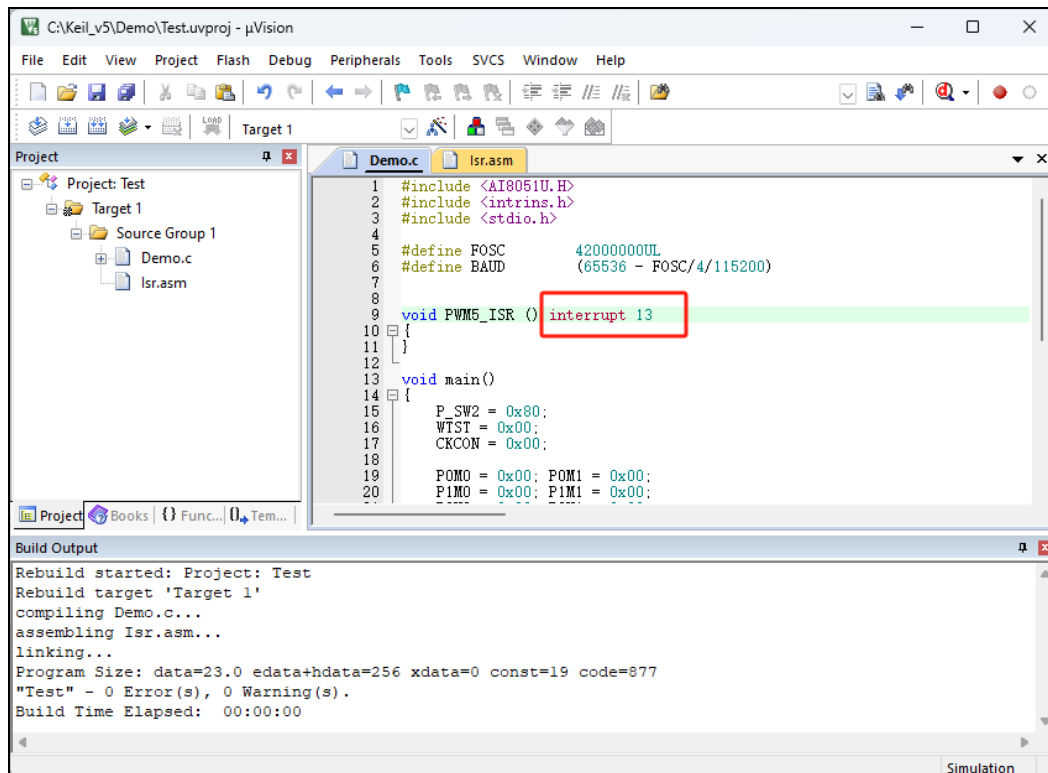 C:\Keil_v5\Demo\Test.uvproj - µVision
File Edit View Project Flash Debug Peripherals Tools SVCS Window Help
LOAD
Target 1
Project
Project: Test
Target 1
Source Group 1
Demo.c
Isr.asm
Project Books {} Func... Tem...
Demo.c Isr.asm
1 #include <AI8051U.H>
2 #include <intrins.h>
3 #include <stdio.h>
4
5 #define FOSC 42000000UL
6 #define BAUD (65536 - FOSC/4/115200)
7
8
9 void PWM5_ISR () interrupt 13
10 {
11 }
12
13 void main()
14 {
15 P_SW2 = 0x80;
16 WTST = 0x00;
17 CKCON = 0x00;
18
19 P0M0 = 0x00; P0M1 = 0x00;
20 P1M0 = 0x00; P1M1 = 0x00;
Build Output
Rebuild started: Project: Test
Rebuild target 'Target 1'
compiling Demo.c...
assembling Isr.asm...
linking...
Program Size: data=23.0 edata+hdata=256 xdata=0 const=19 code=877
"Test" - 0 Error(s), 0 Warning(s).
Build Time Elapsed: 00:00:00
Simulation